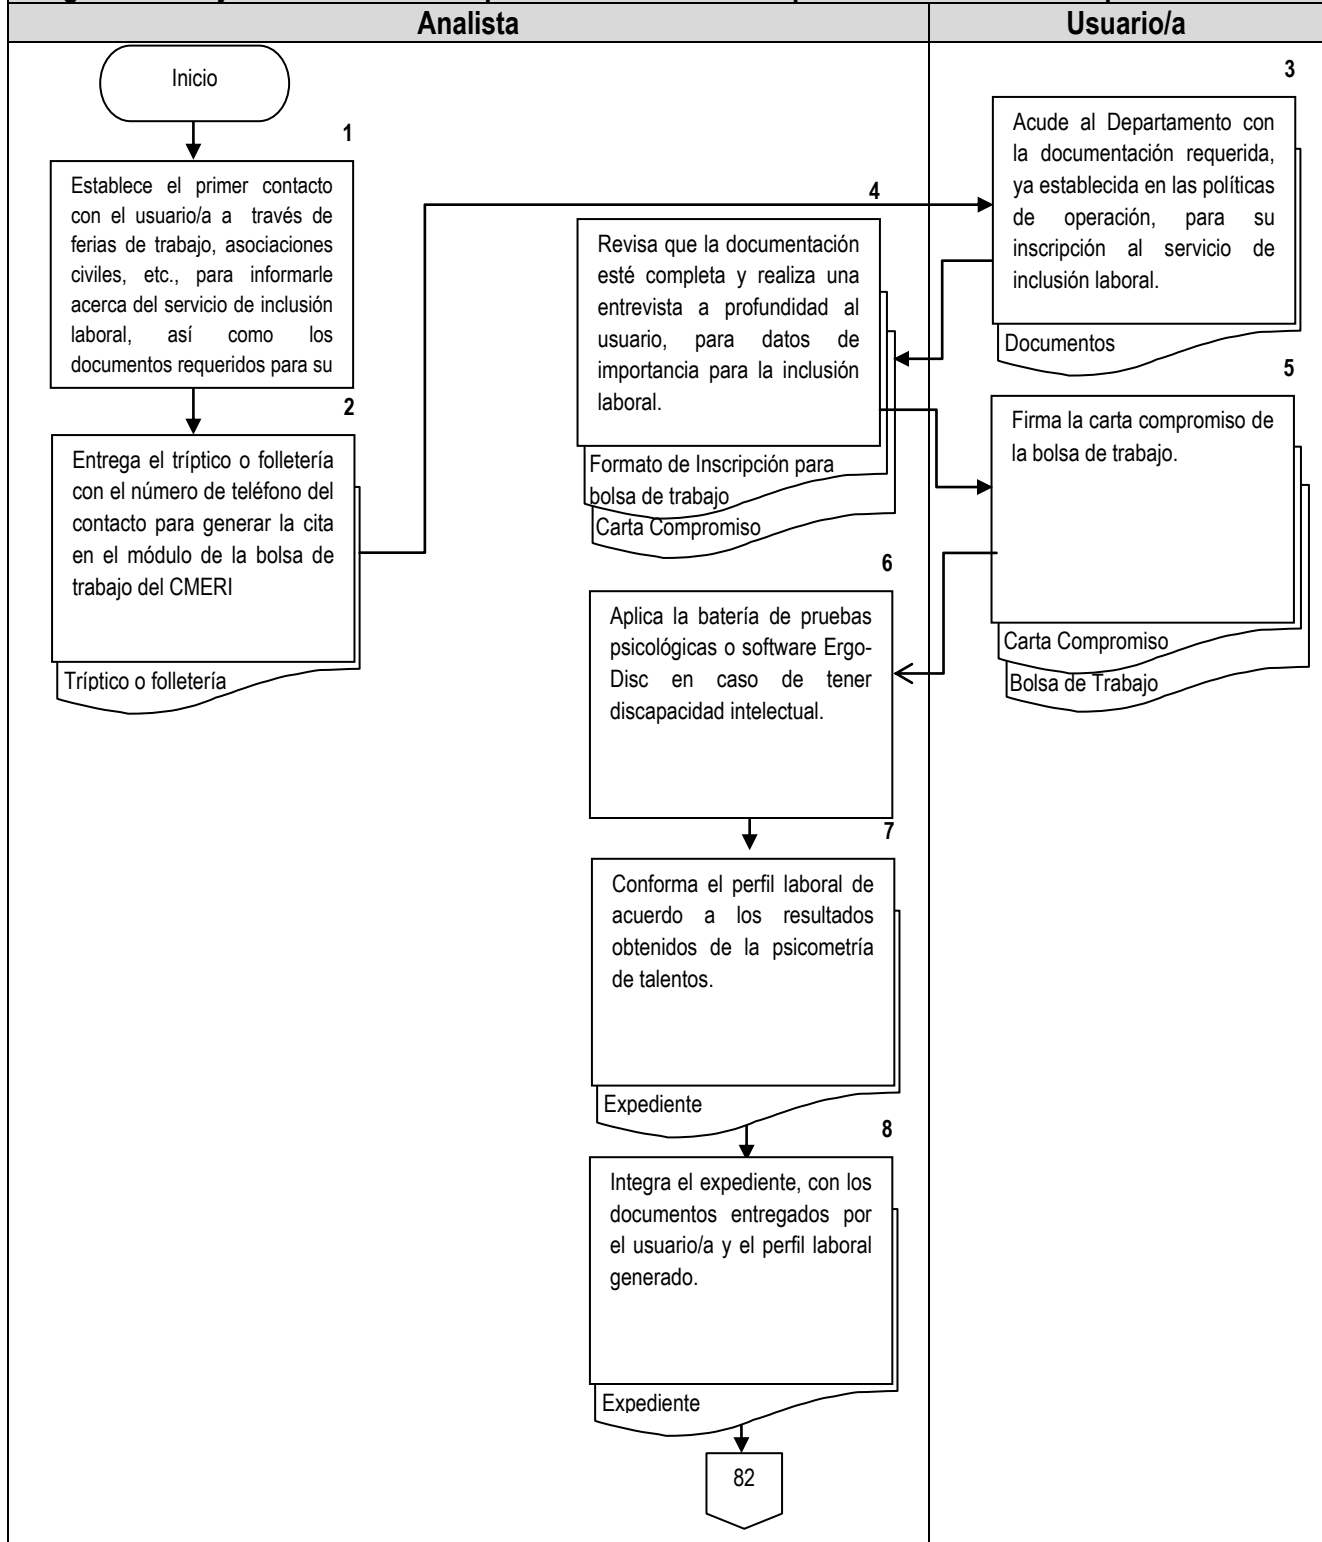 Analista
Usuario/a
Inicio
1
Establece el primer contacto
con el usuario/a a través de
ferias de trabajo, asociaciones
civiles, etc., para informarle
acerca del servicio de inclusión
laboral, así como los
documentos requeridos para su
2
Entrega el tríptico o folletería
con el número de teléfono del
contacto para generar la cita
en el módulo de la bolsa de
trabajo del CMERI
Tríptico o folletería
3
Acude al Departamento con
la documentación requerida,
ya establecida en las políticas
de operación, para su
inscripción al servicio de
inclusión laboral.
Documentos
4
Revisa que la documentación
esté completa y realiza una
entrevista a profundidad al
usuario, para datos de
importancia para la inclusión
laboral.
Formato de Inscripción para
bolsa de trabajo
Carta Compromiso
5
Firma la carta compromiso de
la bolsa de trabajo.
Carta Compromiso
Bolsa de Trabajo
6
Aplica la batería de pruebas
psicológicas o software Ergo-
Disc en caso de tener
discapacidad intelectual.
7
Conforma el perfil laboral de
acuerdo a los resultados
obtenidos de la psicometría
de talentos.
Expediente
8
Integra el expediente, con los
documentos entregados por
el usuario/a y el perfil laboral
generado.
Expediente
82